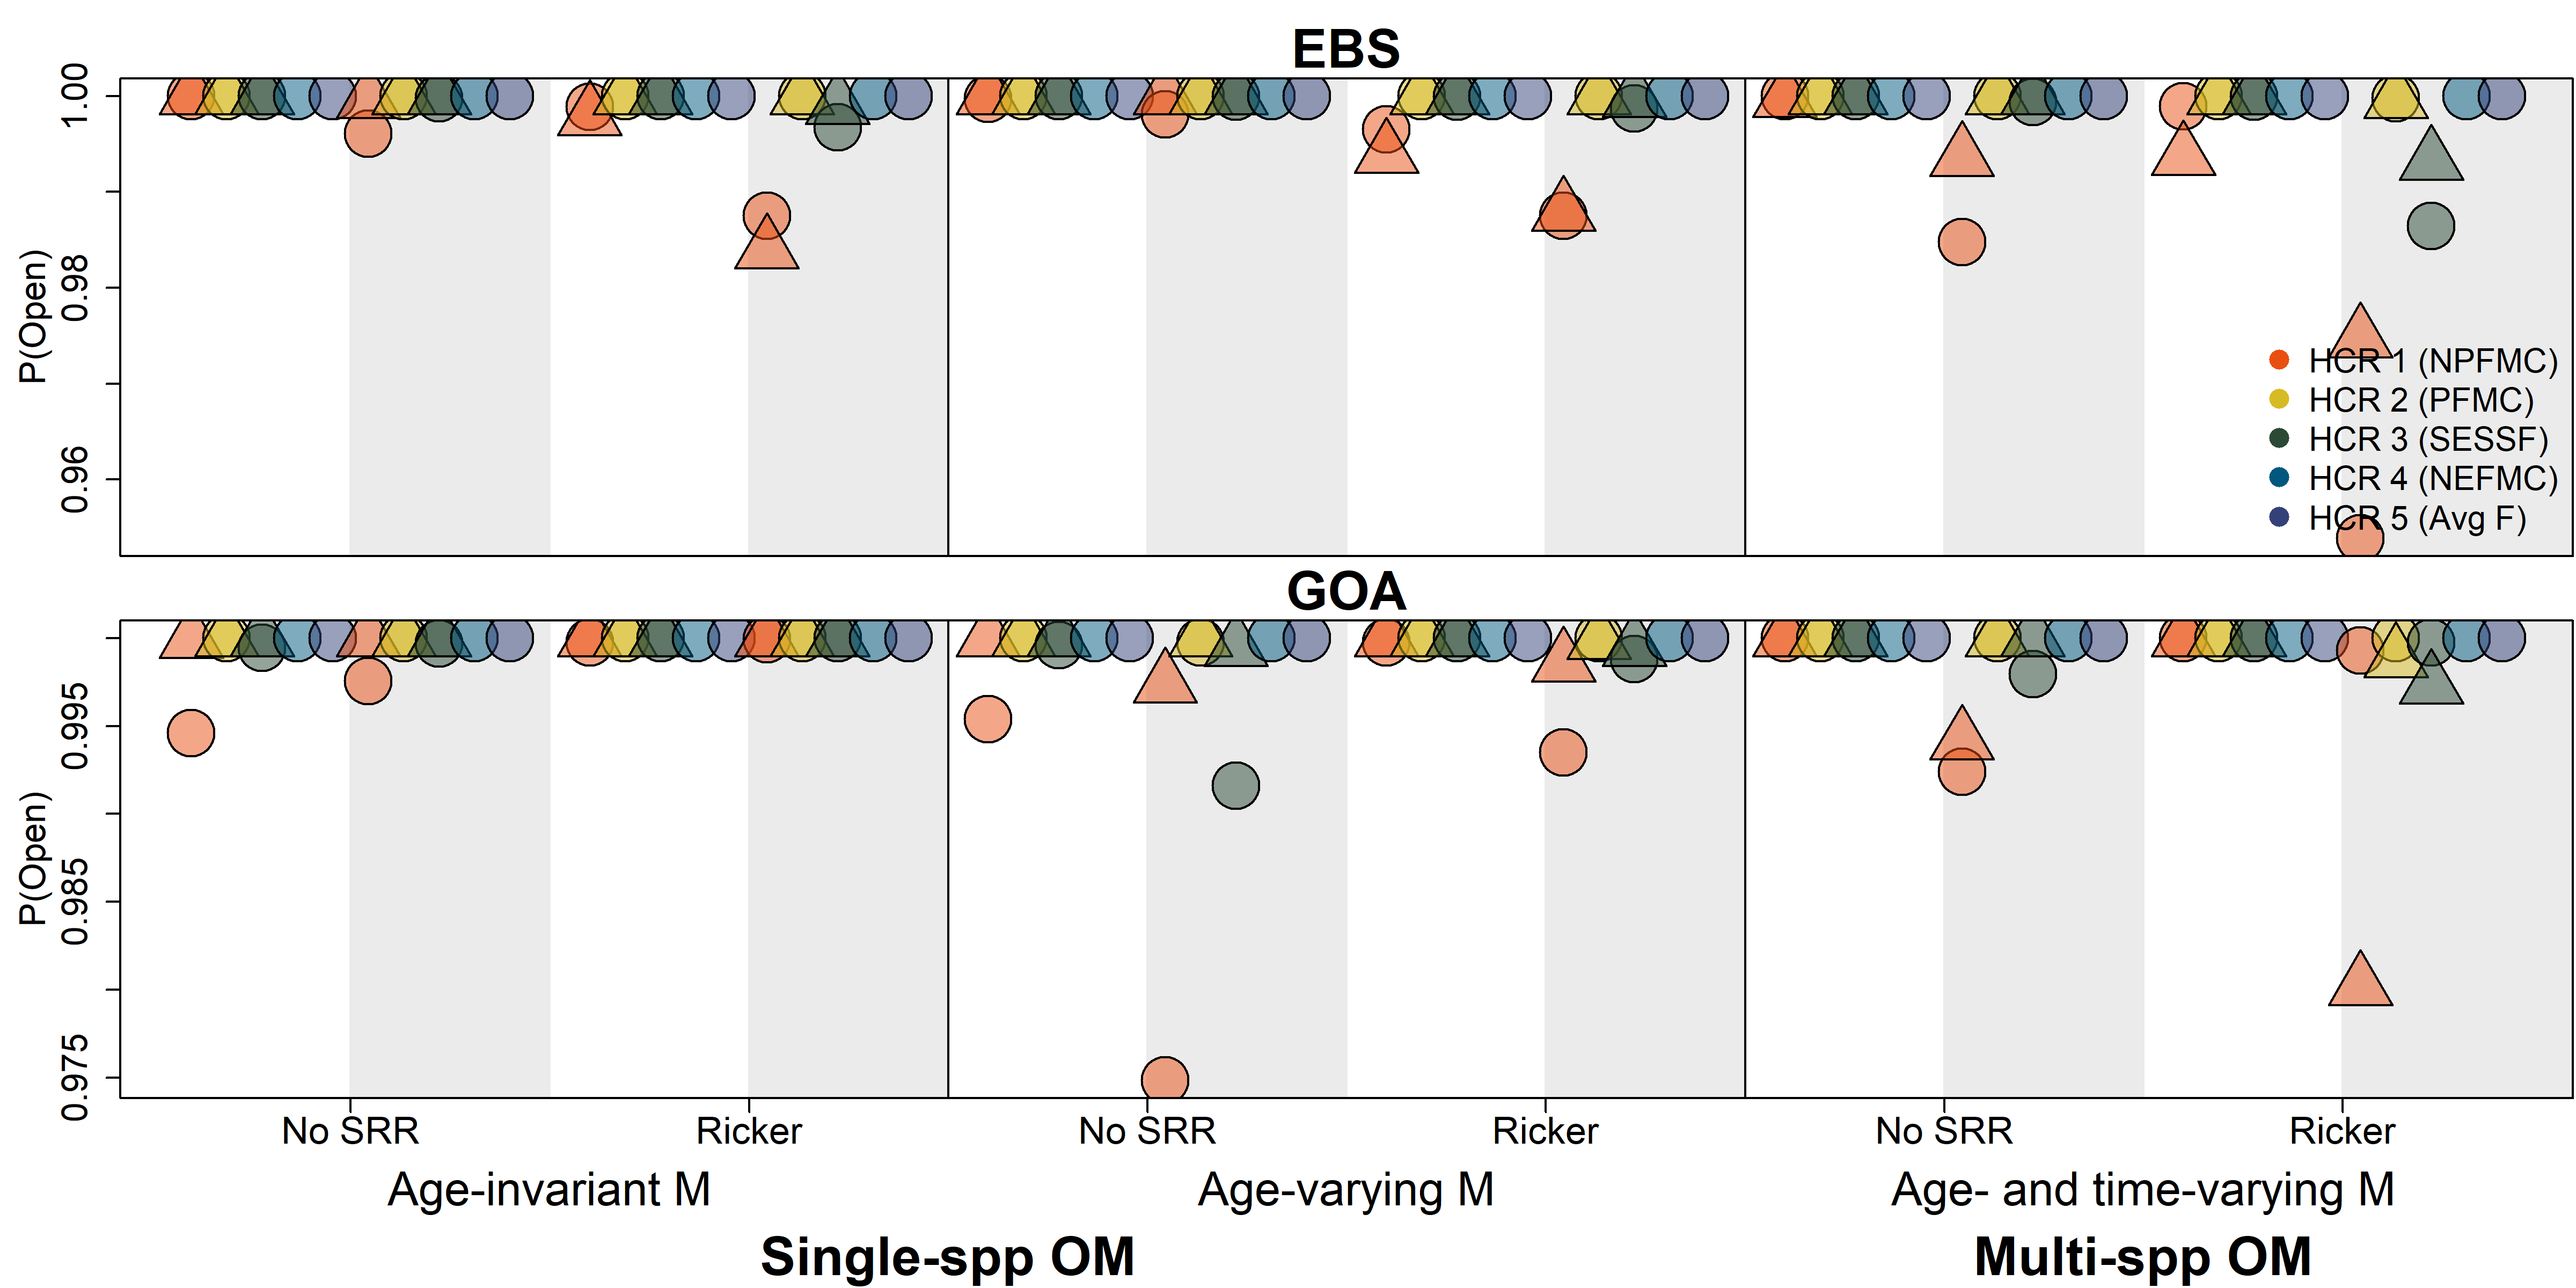 EBS
P(Open)
1.00
0.98
0.96
HCR 1 (NPFMC)
HCR 2 (PFMC)
HCR 3 (SESSF)
HCR 4 (NEFMC)
HCR 5 (Avg F)
GOA
P(Open)
0.995
0.985
0.975
No SRR Ricker No SRR Ricker No SRR Ricker
Age-invariant M Age-varying M Age- and time-varying M
Single-spp OM Multi-spp OM